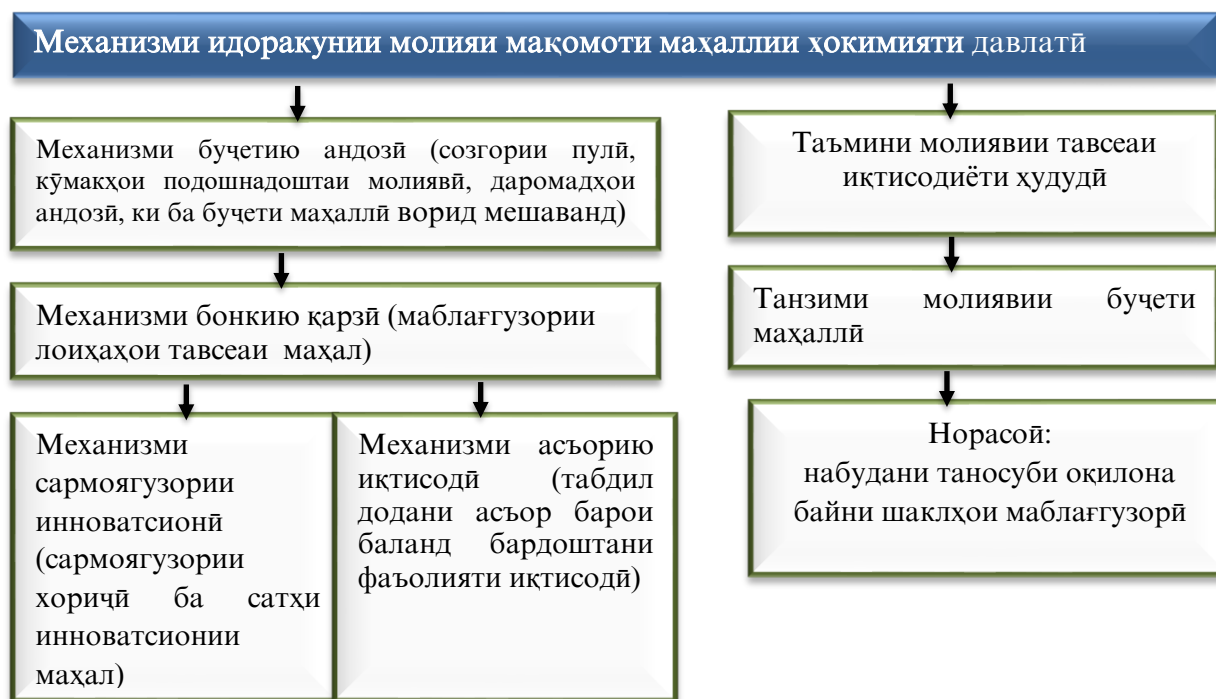 Механизми идоракунии молияи мақомоти маҳаллии ҳокимияти давлатӣ
Механизми буҷетию андозӣ (созгории пулӣ,
кӯмакҳои подошнадоштаи молиявӣ, даромадҳои
андозӣ, ки ба буҷети маҳаллӣ ворид мешаванд)
Механизми бонкию қарзӣ (маблағгузории
лоиҳаҳои тавсеаи маҳал)
Механизми
сармоягузории
инноватсионӣ
(сармоягузории
хориҷӣ ба сатҳи
инноватсионии
маҳал)
Механизми асъорию
иқтисодӣ (табдил
додани асъор барои
баланд бардоштани
фаъолияти иқтисодӣ)
Таъмини молиявии тавсеаи
иқтисодиёти ҳудудӣ
Танзими молиявии буҷети
маҳаллӣ
Норасоӣ:
набудани таносуби оқилона
байни шаклҳои маблағгузорӣ